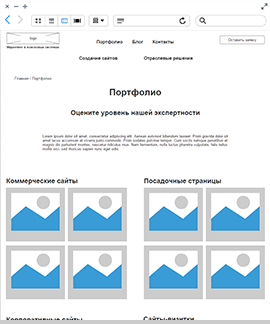 logo
Маркетинг в поисковых системах
Портфолио Блог Контакты
Оставить заявку
Создание сайтов Отраслевые решения
Главная \ Портфолио
Портфолио
Оцените уровень нашей экспертности
Lorem ipsum dolor sit amet, consectetur adipiscing elit. Aenean euismod bibendum laoreet. Proin gravida dolor sit
amet lacus accumsan et viverra justo commodo. Proin sodales pulvinar tempor. Cum sociis natoque penatibus et
magnis dis parturient montes, nascetur ridiculus mus. Nam fermentum, nulla luctus pharetra vulputate, felis tellus
mollis orci, sed rhoncus sapien nunc eget odio.
Коммерческие сайты Посадочные страницы
Корпоративные сайты Сайты-визитки